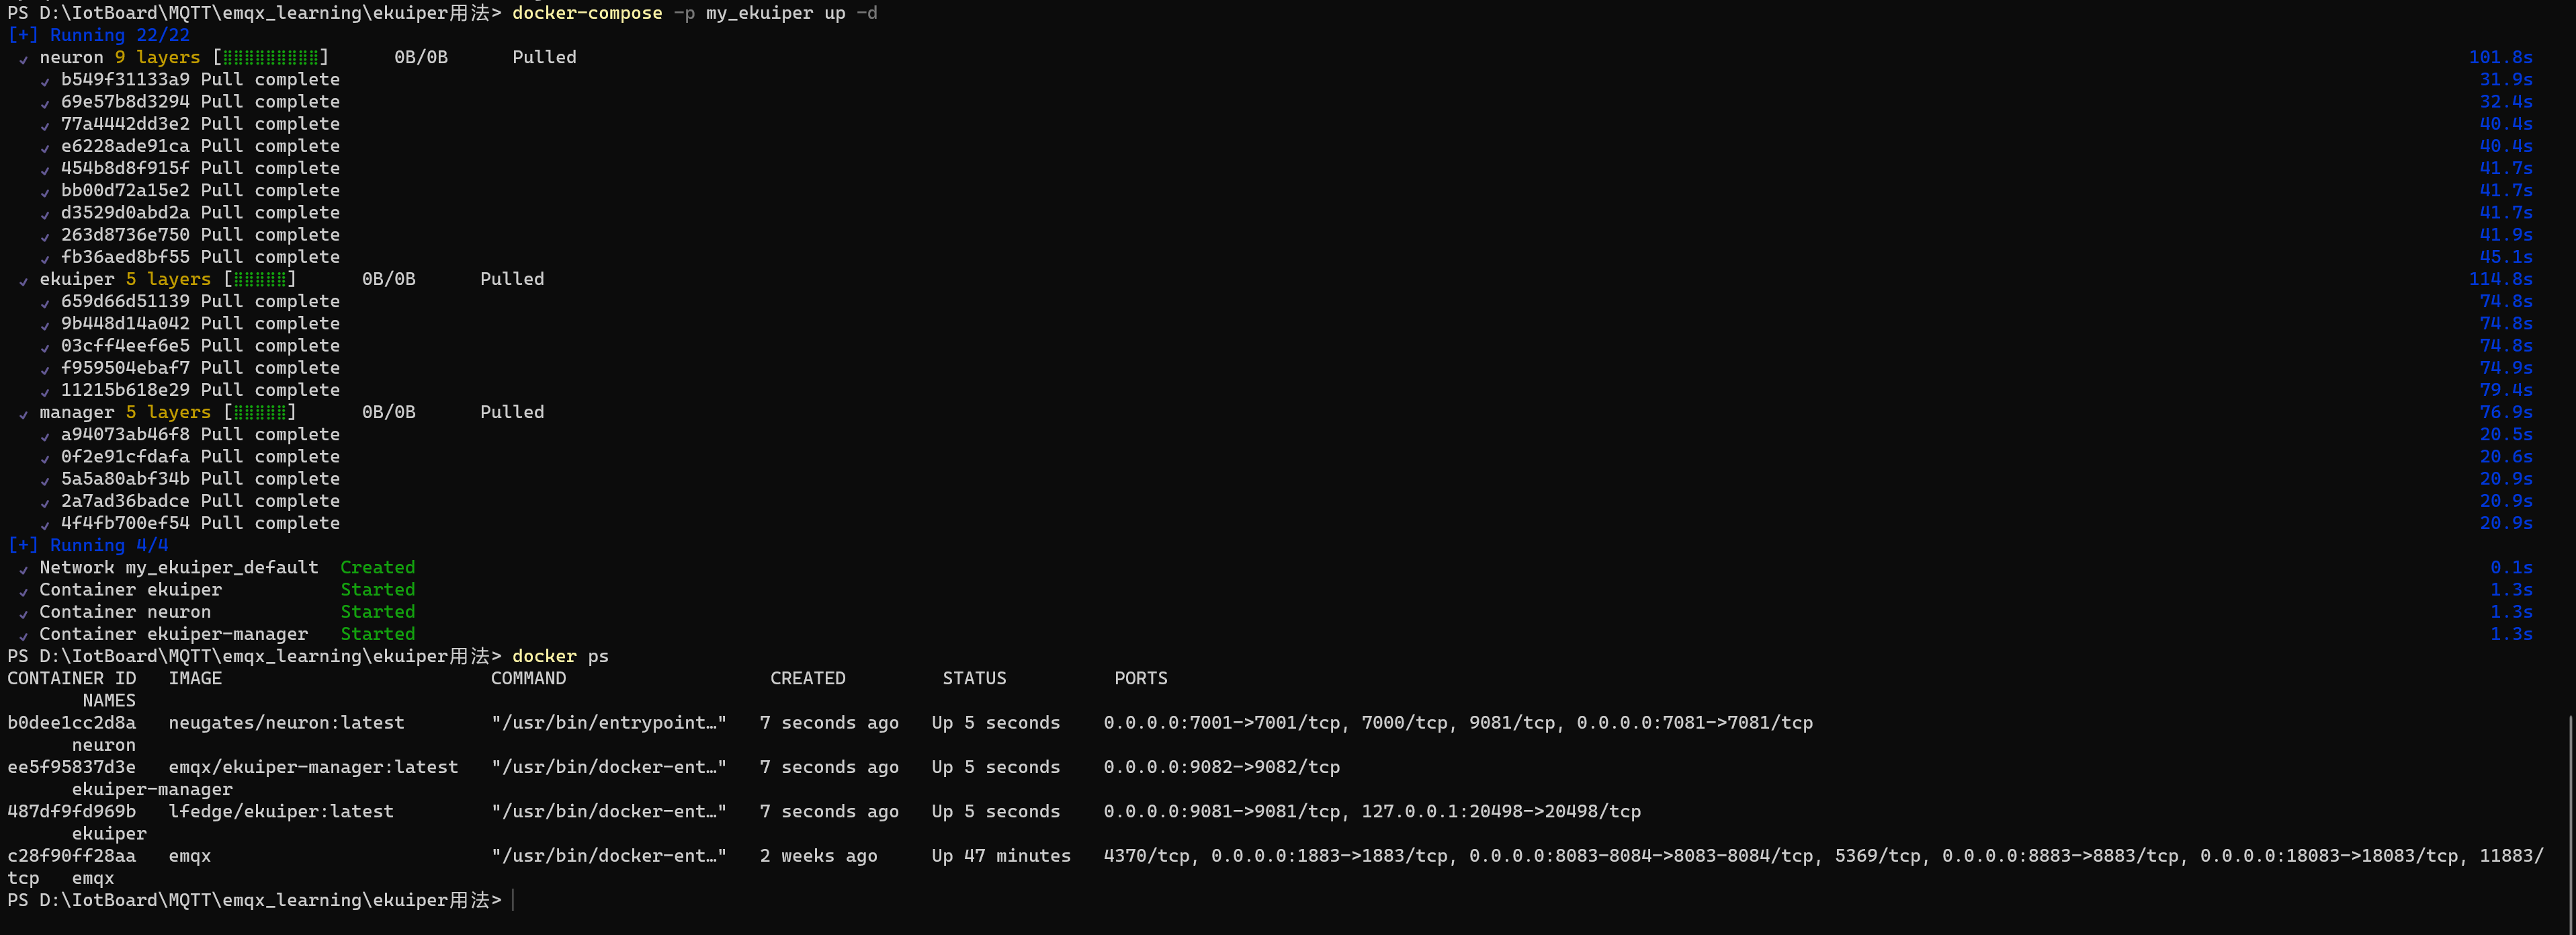 PS D:\IotBoard\MQTT\emqx_learning\ekuiper用法> docker-compose -p my_ekuiper up -d
[+] Running 22/22
✓ neuron 9 layers [⣿⣿⣿⣿⣿⣿⣿⣿⣿] 0B/0B Pulled 101.8s
✓ b549f31133a9 Pull complete 31.9s
✓ 69e57b8d3294 Pull complete 32.4s
✓ 77a4442dd3e2 Pull complete 40.4s
✓ e6228ade91ca Pull complete 40.4s
✓ 454b8d8f915f Pull complete 41.7s
✓ bb00d72a15e2 Pull complete 41.7s
✓ d3529d0abd2a Pull complete 41.7s
✓ 263d8736e750 Pull complete 41.9s
✓ fb36aed8bf55 Pull complete 45.1s
✓ ekuiper 5 layers [⣿⣿⣿⣿⣿] 0B/0B Pulled 114.8s
✓ 659d66d51139 Pull complete 74.8s
✓ 9b448d14a042 Pull complete 74.8s
✓ 03cff4eef6e5 Pull complete 74.8s
✓ f959504ebaf7 Pull complete 74.9s
✓ 11215b618e29 Pull complete 79.4s
✓ manager 5 layers [⣿⣿⣿⣿⣿] 0B/0B Pulled 76.9s
✓ a94073ab46f8 Pull complete 20.5s
✓ 0f2e91cfdafa Pull complete 20.6s
✓ 5a5a80abf34b Pull complete 20.9s
✓ 2a7ad36badce Pull complete 20.9s
✓ 4f4fb700ef54 Pull complete 20.9s
[+] Running 4/4
✓ Network my_ekuiper_default Created 0.1s
✓ Container ekuiper Started 1.3s
✓ Container neuron Started 1.3s
✓ Container ekuiper-manager Started 1.3s
PS D:\IotBoard\MQTT\emqx_learning\ekuiper用法> docker ps
CONTAINER ID IMAGE COMMAND CREATED STATUS PORTS
NAMES
b0dee1cc2d8a neugates/neuron:latest "/usr/bin/entrypoint…" 7 seconds ago Up 5 seconds 0.0.0.0:7001->7001/tcp, 7000/tcp, 9081/tcp, 0.0.0.0:7081->7081/tcp
neuron
ee5f95837d3e emqx/ekuiper-manager:latest "/usr/bin/docker-ent…" 7 seconds ago Up 5 seconds 0.0.0.0:9082->9082/tcp
ekuiper-manager
487df9fd969b lfedge/ekuiper:latest "/usr/bin/docker-ent…" 7 seconds ago Up 5 seconds 0.0.0.0:9081->9081/tcp, 127.0.0.1:20498->20498/tcp
ekuiper
c28f90ff28aa emqx "/usr/bin/docker-ent…" 2 weeks ago Up 47 minutes 4370/tcp, 0.0.0.0:1883->1883/tcp, 0.0.0.0:8083-8084->8083-8084/tcp, 5369/tcp, 0.0.0.0:8883->8883/tcp, 0.0.0.0:18083->18083/tcp, 11883/
tcp emqx
PS D:\IotBoard\MQTT\emqx_learning\ekuiper用法>